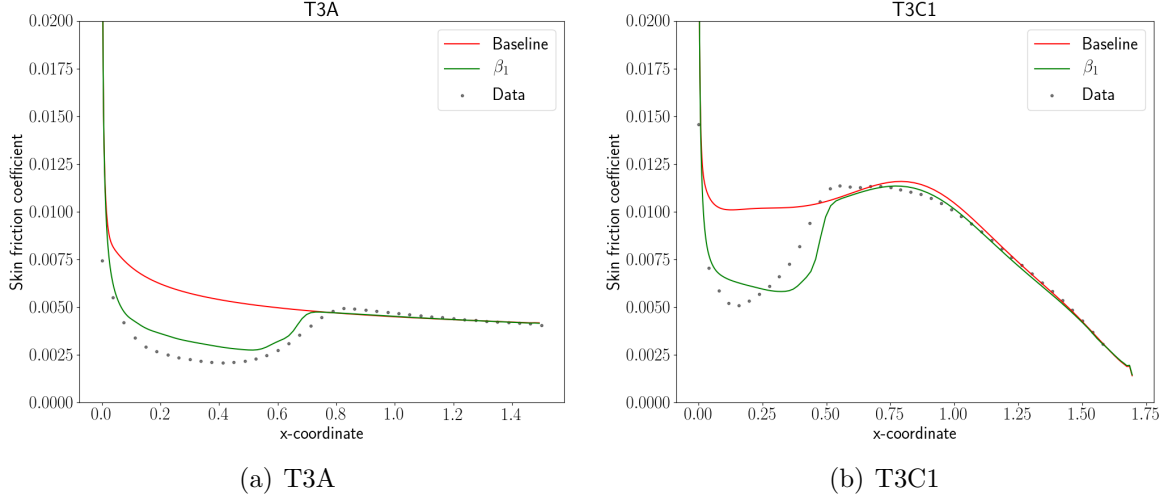 T3A
0.0200
0.0175
0.0150
0.0125
0.0100
0.0075
0.0050
0.0025
0.0000
Skin friction coefficient
Baseline
β₁
Data
0.0 0.2 0.4 0.6 0.8 1.0 1.2 1.4
x-coordinate
(a) T3A
T3C1
0.0200
0.0175
0.0150
0.0125
0.0100
0.0075
0.0050
0.0025
0.0000
Skin friction coefficient
Baseline
β₁
Data
0.00 0.25 0.50 0.75 1.00 1.25 1.50 1.75
x-coordinate
(b) T3C1